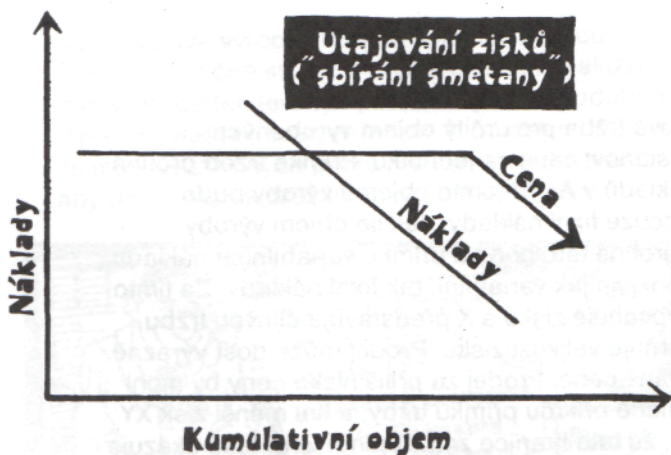 Utajování zisků
("sbírání smetany")
Cena
Náklady
Náklady
Kumulativní objem